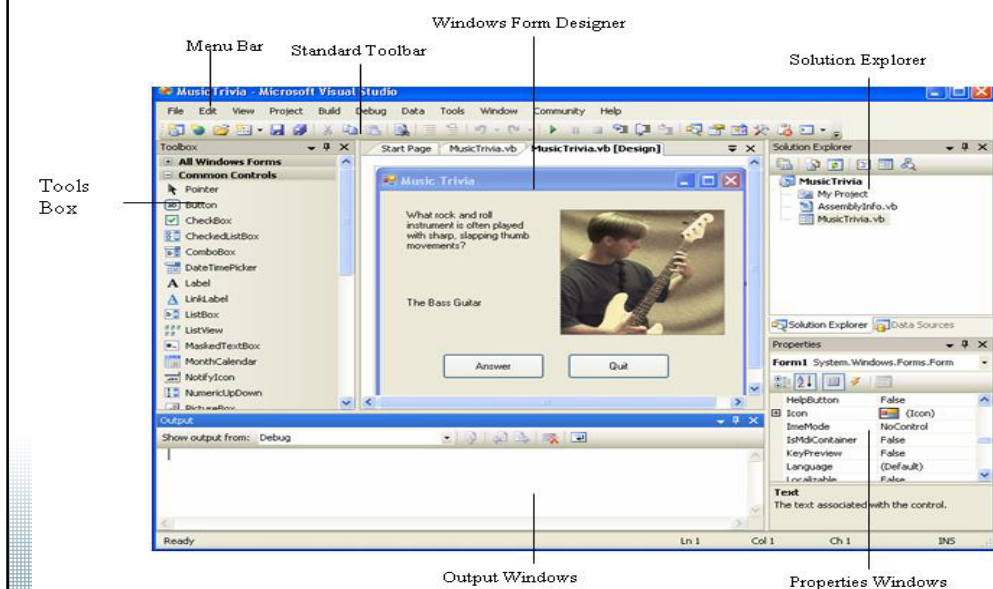 Windows Form Designer
Menu Bar
Standard Toolbar
Solution Explorer
Tools
Box
MusicTrivia - Microsoft Visual Studio
File Edit View Project Build Debug Data Tools Window Community Help
Toolbox
All Windows Forms
Common Controls
Pointer
Button
CheckBox
CheckedListBox
ComboBox
DateTimePicker
Label
LinkLabel
ListBox
ListView
MaskedTextBox
MonthCalendar
NotifyIcon
NumericUpDown
PictureBox
Start Page MusicTrivia.vb MusicTrivia.vb [Design]
Music Trivia
What rock and roll
instrument is often played
with sharp, slapping thumb
movements?
The Bass Guitar
Answer Quit
Solution Explorer
MusicTrivia
My Project
AssemblyInfo.vb
MusicTrivia.vb
Solution Explorer Data Sources
Properties
Form1 System.Windows.Forms.Form
HelpButton False
Icon (Icon)
ImeMode NoControl
IsMdiContainer False
KeyPreview False
Language (Default)
Localizable False
Text
The text associated with the control.
Output
Show output from: Debug
Ready Ln 1 Col 1 Ch 1 INS
Output Windows
Properties Windows